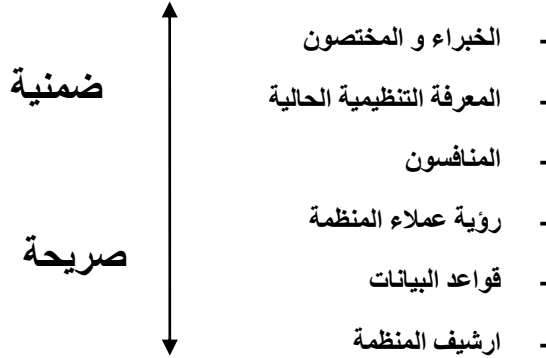 - الخبراء و المختصون
ضمنية
- المعرفة التنظيمية الحالية
- المنافسون
- رؤية عملاء المنظمة
صريحة
- قواعد البيانات
- ارشيف المنظمة